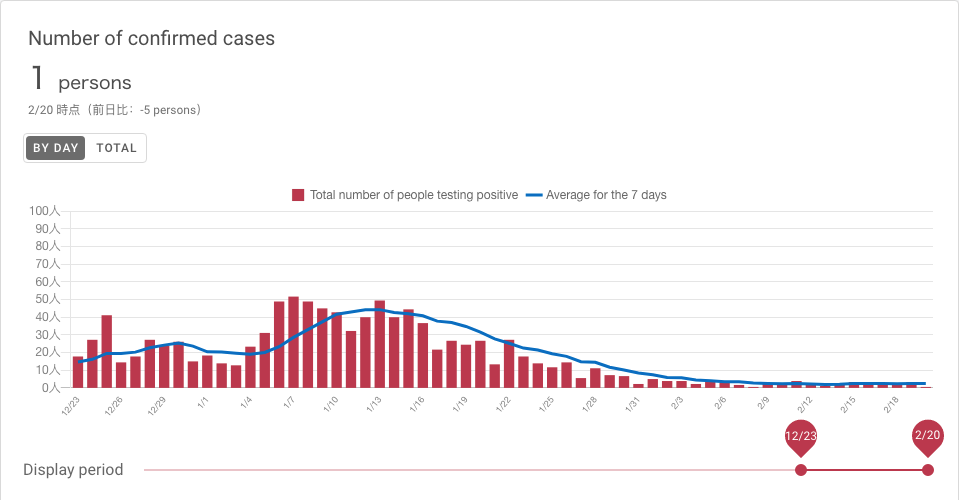 Number of confirmed cases
1 persons
2/20 時点（前日比：-5 persons）
BY DAY TOTAL
Total number of people testing positive Average for the 7 days
100人
90人
80人
70人
60人
50人
40人
30人
20人
10人
0人
12/23 12/26 12/29 1/1 1/4 1/7 1/10 1/13 1/16 1/19 1/22 1/25 1/28 1/31 2/3 2/6 2/9 2/12 2/15 2/18
12/23 2/20
Display period